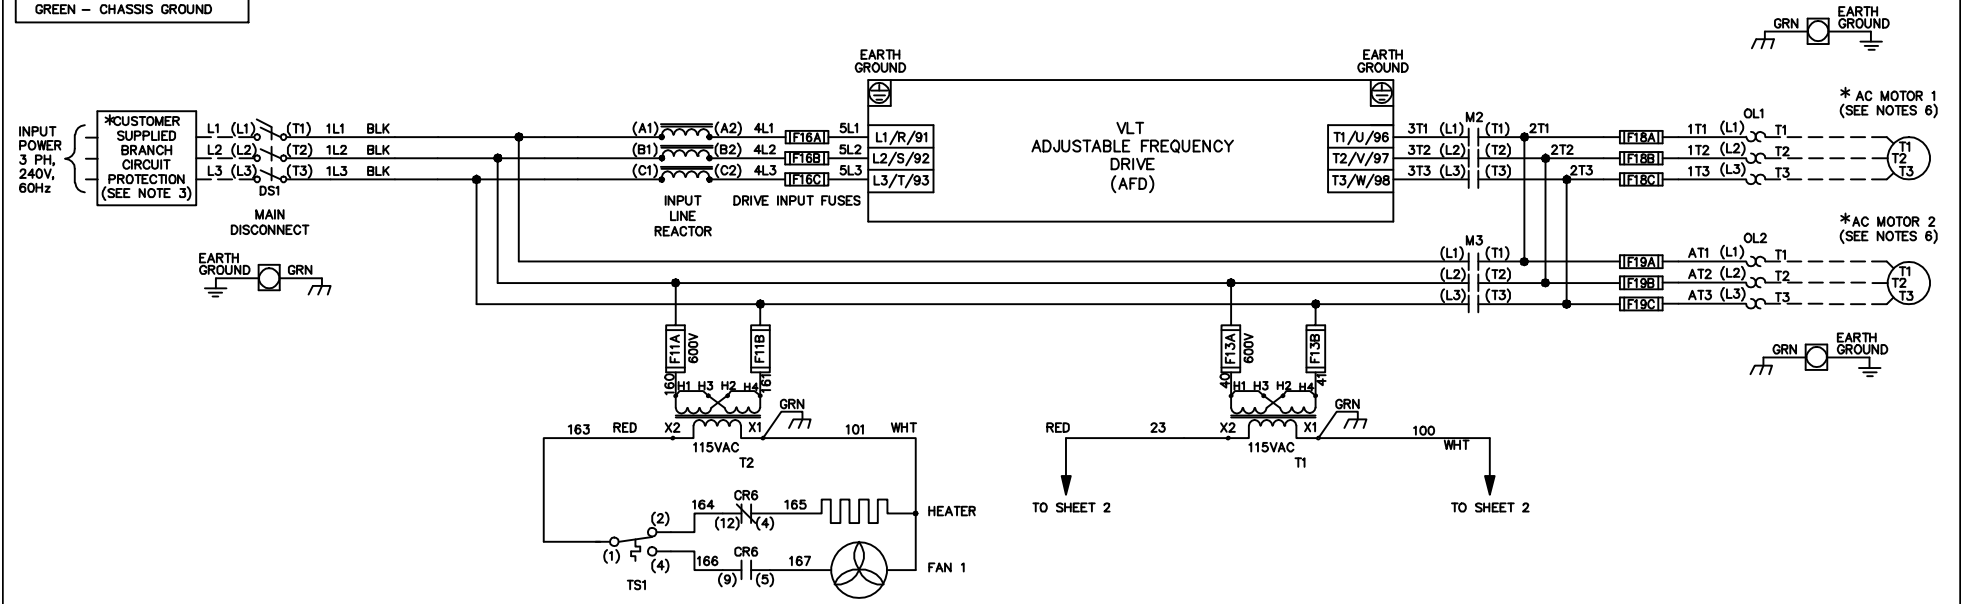 GREEN – CHASSIS GROUND
GRN
EARTH
GROUND
EARTH
GROUND
EARTH
GROUND
INPUT
POWER
3 PH,
240V,
60Hz
*CUSTOMER
SUPPLIED
BRANCH
CIRCUIT
PROTECTION
(SEE NOTE 3)
L1 (L1) (T1) 1L1 BLK
L2 (L2) (T2) 1L2 BLK
L3 (L3) (T3) 1L3 BLK
DS1
MAIN
DISCONNECT
(A1) (A2) 4L1 F16A 5L1 L1/R/91
(B1) (B2) 4L2 F16B 5L2 L2/S/92
(C1) (C2) 4L3 F16C 5L3 L3/T/93
INPUT
LINE
REACTOR
DRIVE INPUT FUSES
VLT
ADJUSTABLE FREQUENCY
DRIVE
(AFD)
M2
T1/U/96 3T1 (L1) (T1) 2T1 F18A 1T1 (L1) T1
T2/V/97 3T2 (L2) (T2) 2T2 F18B 1T2 (L2) T2
T3/W/98 3T3 (L3) (T3) 2T3 F18C 1T3 (L3) T3
OL1
* AC MOTOR 1
(SEE NOTES 6)
T1
T2
T3
EARTH
GROUND
GRN
M3
(L1) (T1) F19A AT1 (L1) T1
(L2) (T2) F19B AT2 (L2) T2
(L3) (T3) F19C AT3 (L3) T3
OL2
*AC MOTOR 2
(SEE NOTES 6)
T1
T2
T3
GRN
EARTH
GROUND
F11A
600V
F11B
160
161
H1 H3 H2 H4
GRN
163 RED X2 X1 101 WHT
115VAC
T2
F13A
600V
F13B
40
41
H1 H3 H2 H4
GRN
RED 23 X2 X1 100
WHT
115VAC
T1
TO SHEET 2
TO SHEET 2
164 CR6 165
(2) (12) (4)
HEATER
(1)
(4)
TS1
166 CR6 167
(9) (5)
FAN 1